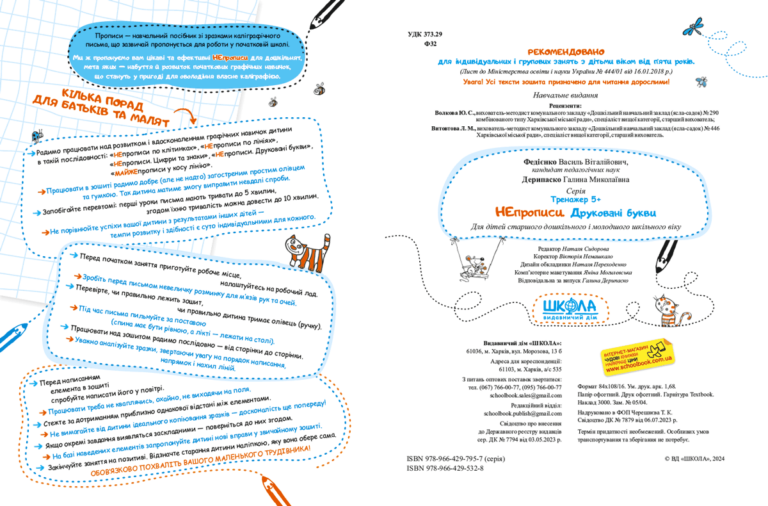 Прописи — навчальний посібник зі зразками каліграфічного
письма, що зазвичай пропонується для роботи у початковій школі.
Ми ж пропонуємо вам цікаві та ефективні НЕпрописи для дошкільнят,
мета яких — набуття й розвиток початкових графічних навичок,
що стануть у пригоді для оволодіння власне каліграфією.
КІЛЬКА ПОРАД
ДЛЯ БАТЬКІВ ТА МАЛЯТ
Радимо працювати над розвитком і вдосконаленням графічних навичок дитини
в такій послідовності: «НЕпрописи по клітинках», «НЕпрописи по лініях»,
«НЕпрописи. Цифри та знаки», «НЕпрописи. Друковані букви»,
«МАЙЖЕпрописи у косу лінію».
Працювати в зошиті радимо добре (але не надто) загостреним простим олівцем
та гумкою. Так дитина матиме змогу виправити невдалі спроби.
Запобігайте перевтомі: перші уроки письма мають тривати до 5 хвилин,
згодом їхню тривалість можна довести до 10 хвилин.
Не порівнюйте успіхи вашої дитини з результатами інших дітей —
темпи розвитку і здібності є суто індивідуальними для кожного.
Перед початком заняття приготуйте робоче місце,
налаштуйтесь на робочий лад.
Зробіть перед письмом невеличку розминку для м'язів рук та очей.
Перевірте, чи правильно лежить зошит,
чи правильно дитина тримає олівець (ручку).
Під час письма пильнуйте за поставою
(спина має бути рівною, а лікті — лежати на столі).
Працювати над зошитом радимо послідовно — від сторінки до сторінки.
Уважно аналізуйте зразки, звертаючи увагу на порядок написання,
напрямок і нахил ліній.
Перед написанням
елемента в зошиті
спробуйте написати його у повітрі.
Працювати треба не квапливо, охайно, не виходячи на поля.
Стежте за дотриманням приблизно однакової відстані між елементами.
Не вимагайте від дитини ідеального копіювання зразків — досконалість ще попереду!
Якщо окремі завдання виявляться заскладними — поверніться до них згодом.
На базі наведених елементів запропонуйте дитині нові вправи у звичайному зошиті.
Закінчуйте заняття на позитиві. Відзначте старання дитини наліпкою, яку вона обере сама.
ОБОВ'ЯЗКОВО ПОХВАЛІТЬ ВАШОГО МАЛЕНЬКОГО ТРУДІВНИКА!
УДК 373.29
Ф32
РЕКОМЕНДОВАНО
для індивідуальних і групових занять з дітьми віком від п'яти років.
(Лист до Міністерства освіти і науки України № 444/01 від 16.01.2018 р.)
Увага! Усі тексти зошита призначено для читання дорослими!
Навчальне видання
Рецензенти:
Волкова Ю. С., вихователь-методист комунального закладу «Дошкільний навчальний заклад (ясла-садок) № 290
комбінованого типу Харківської міської ради», спеціаліст вищої категорії, старший вихователь;
Витовтова Л. М., вихователь-методист комунального закладу «Дошкільний навчальний заклад (ясла-садок) № 446
Харківської міської ради», спеціаліст вищої категорії, старший вихователь.
Федієнко Василь Віталійович,
кандидат педагогічних наук
Дерипаско Галина Миколаївна
Серія
Тренажер 5+
НЕпрописи. Друковані букви
Для дітей старшого дошкільного і молодшого шкільного віку
Редактор Наталя Сидорова
Коректор Вікторія Немашкало
Дизайн обкладинки Наталя Переходенко
Комп'ютерне макетування Яніна Малаховська
Відповідальна за випуск Галина Дерипаско
ШКОЛА
ВИДАВНИЧИЙ ДІМ
Видавничий дім «ШКОЛА»:
61036, м. Харків, вул. Морозова, 13 б
Адреса для кореспонденції:
61103, м. Харків, а/с 535
З питань оптових поставок звертатися:
тел. (067) 766-00-77, (095) 766-00-77
schoolbook.sales@gmail.com
Редакційний відділ:
schoolbook.publish@gmail.com
Свідоцтво про внесення
до Державного реєстру видавців
сер. ДК № 7794 від 03.05.2023 р.
ІНТЕРНЕТ-МАГАЗИН
www.schoolbook.com.ua
Формат 84х108/16. Ум. друк. арк. 1,68.
Папір офсетний. Друк офсетний. Гарнітура Textbook.
Наклад 3000. Зам. № 05/04.
Надруковано в ФОП Черепшена Т. К.
Свідоцтво ДК № 7879 від 06.07.2023 р.
Термін придатності необмежений. Особливих умов
транспортування та зберігання не потребує.
ISBN 978-966-429-795-7 (серія)
ISBN 978-966-429-532-8
© ВД «ШКОЛА», 2024